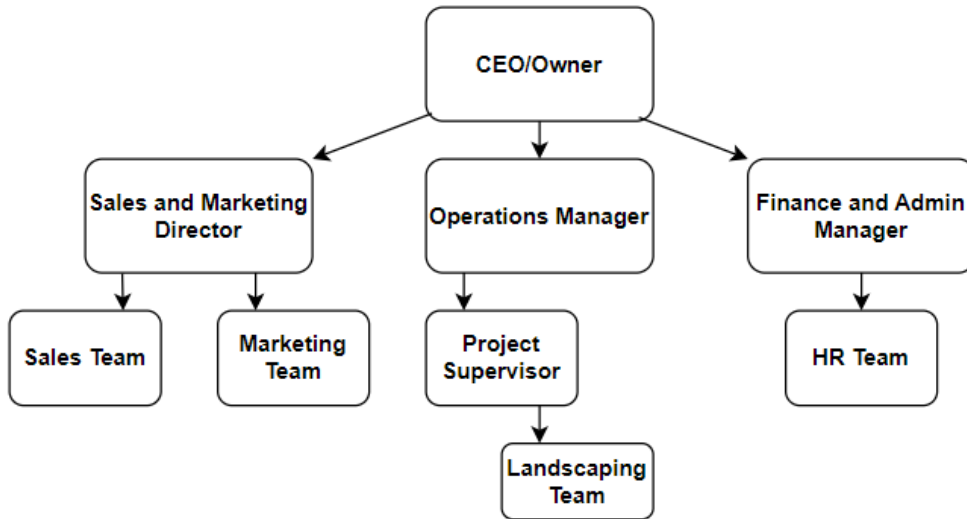 CEO/Owner
Sales and Marketing
Director
Operations Manager
Finance and Admin
Manager
Sales Team
Marketing
Team
Project
Supervisor
HR Team
Landscaping
Team